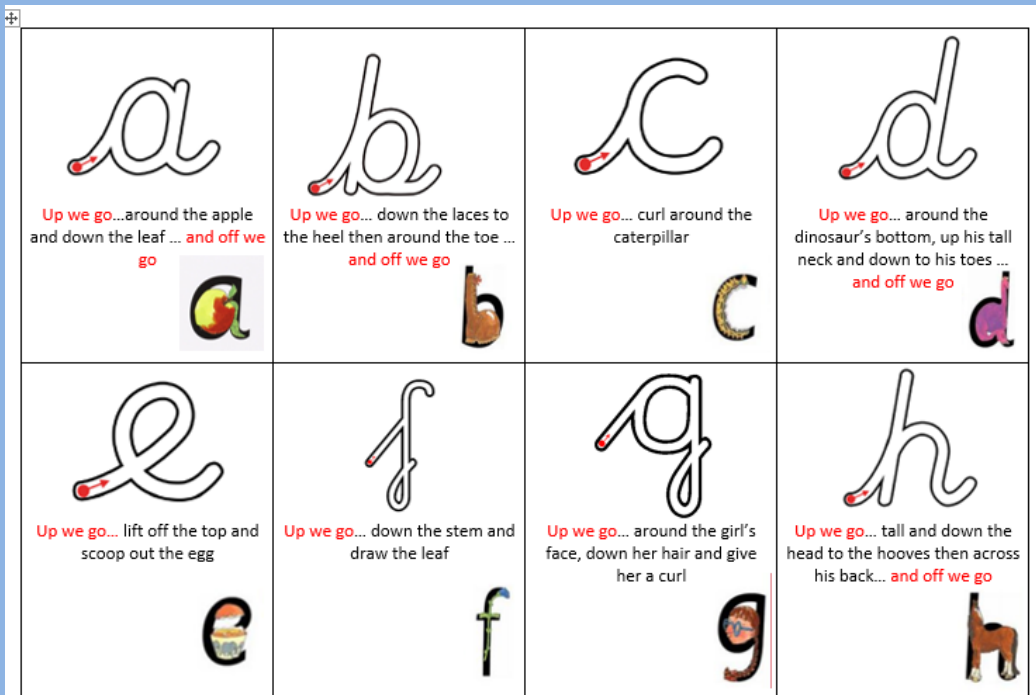 a
b
c
d
Up we go...around the apple
and down the leaf ... and off we
go
a
Up we go... down the laces to
the heel then around the toe ...
and off we go
b
Up we go... curl around the
caterpillar
c
Up we go... around the
dinosaur's bottom, up his tall
neck and down to his toes ...
and off we go
d
e
f
g
h
Up we go... lift off the top and
scoop out the egg
e
Up we go... down the stem and
draw the leaf
f
Up we go... around the girl's
face, down her hair and give
her a curl
g
Up we go... tall and down the
head to the hooves then across
his back... and off we go
h